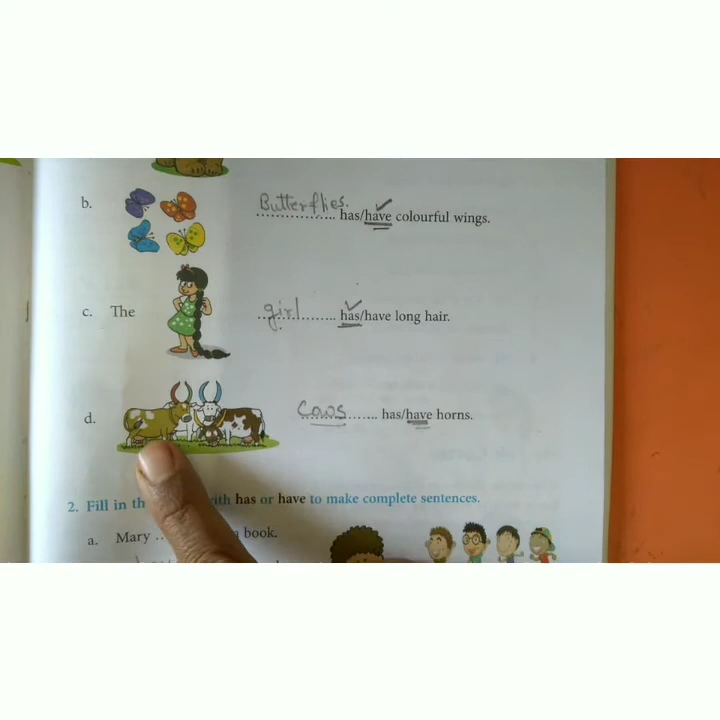 b. Butterflies. has/have colourful wings.
c. The girl has/have long hair.
d. Cows has/have horns.
2. Fill in th ith has or have to make complete sentences.
a. Mary .. book.